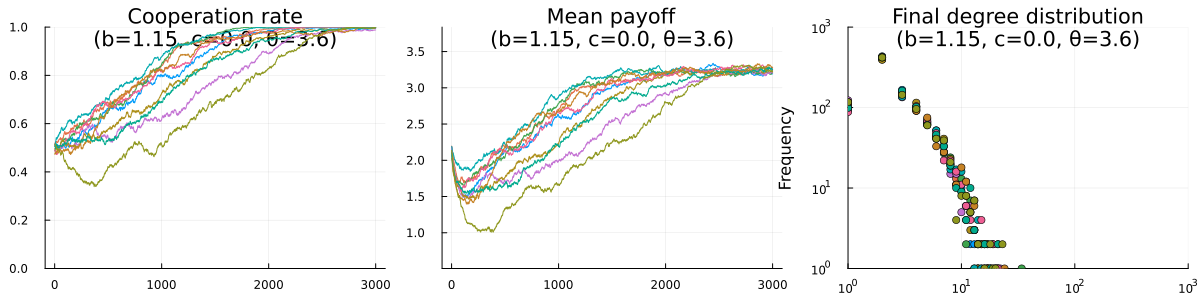 Cooperation rate
(b=1.15, c=0.0, θ=3.6)
1.0
0.8
0.6
0.4
0.2
0.0
0 1000 2000 3000
Mean payoff
(b=1.15, c=0.0, θ=3.6)
3.5
3.0
2.5
2.0
1.5
1.0
0 1000 2000 3000
Final degree distribution
(b=1.15, c=0.0, θ=3.6)
Frequency
10³
10²
10¹
10⁰
10⁰ 10¹ 10² 10³